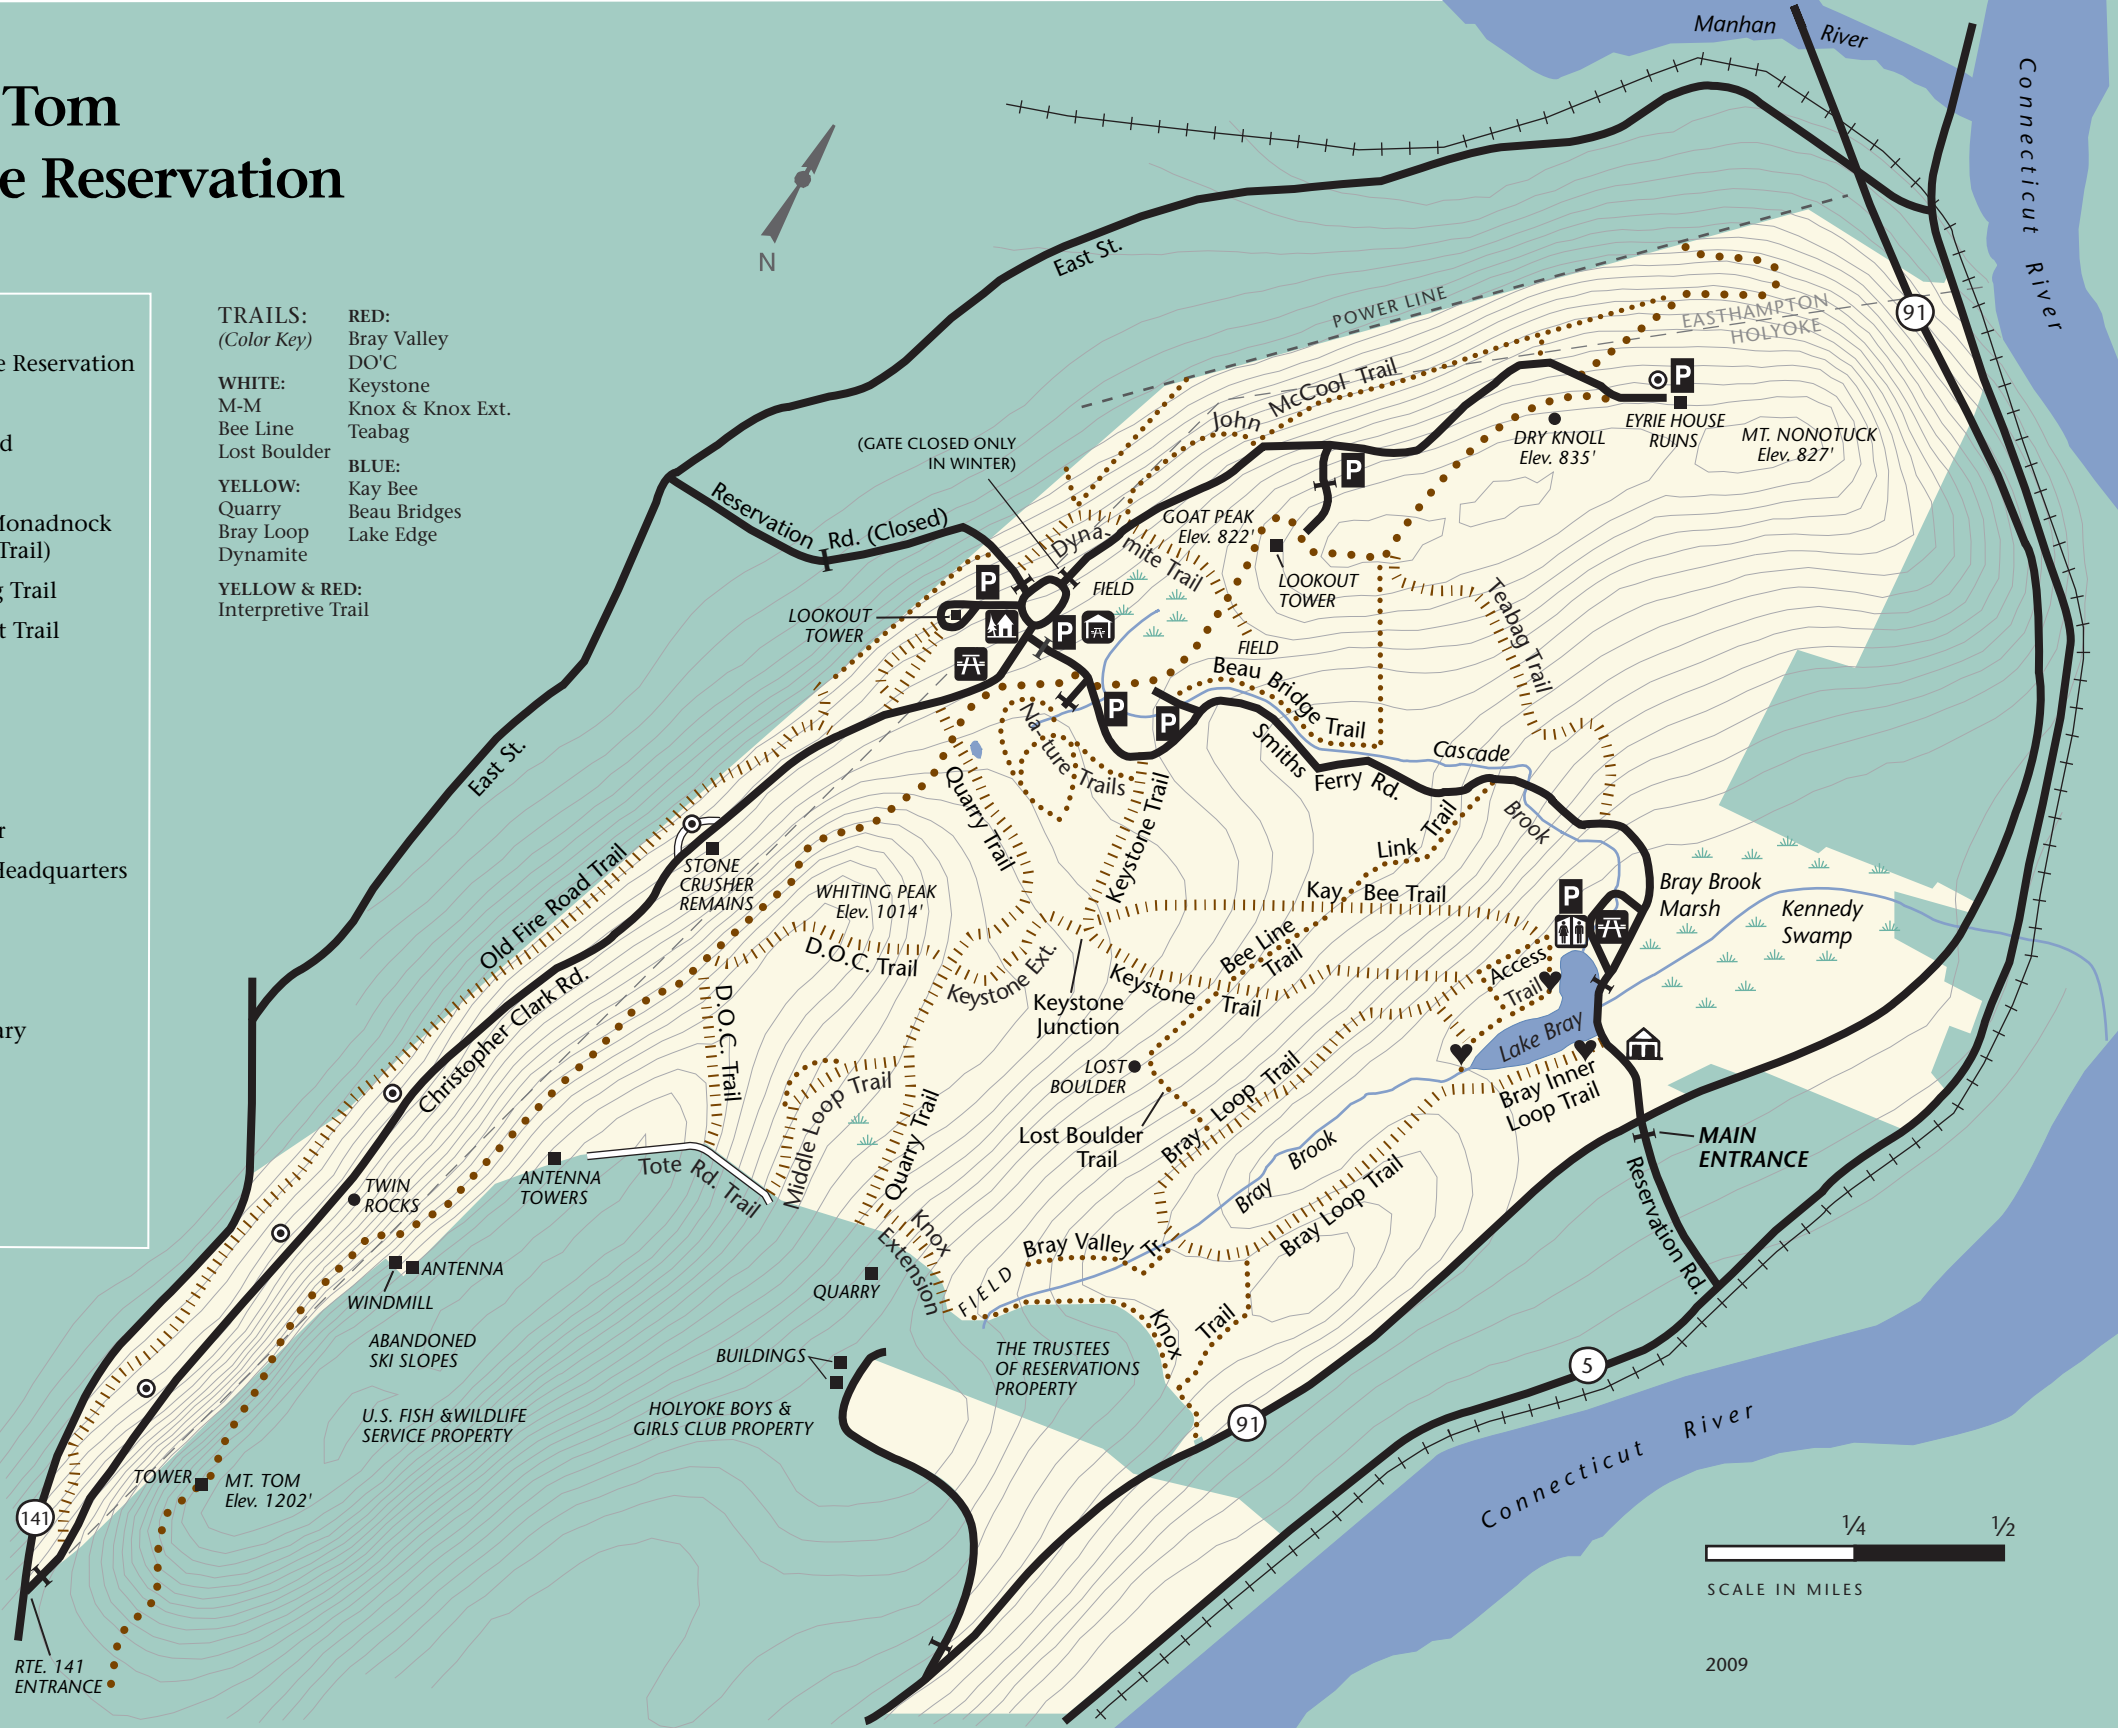 Tom
e Reservation
e Reservation
d
Monadnock
Trail)
g Trail
t Trail
r
Headquarters
ary
TRAILS:
(Color Key)
WHITE:
M-M
Bee Line
Lost Boulder
YELLOW:
Quarry
Bray Loop
Dynamite
YELLOW & RED:
Interpretive Trail
RED:
Bray Valley
DO'C
Keystone
Knox & Knox Ext.
Teabag
BLUE:
Kay Bee
Beau Bridges
Lake Edge
N
Manhan River
Connecticut River
East St.
POWER LINE
EASTHAMPTON
HOLYOKE
91
John McCool Trail
P
EYRIE HOUSE
RUINS
DRY KNOLL
Elev. 835'
MT. NONOTUCK
Elev. 827'
(GATE CLOSED ONLY
IN WINTER)
P
Reservation Rd. (Closed)
GOAT PEAK
Elev. 822'
Dyna- mite Trail
P
FIELD
LOOKOUT
TOWER
LOOKOUT
TOWER
P
Teabag Trail
FIELD
Beau Bridge Trail
P
P
Na- ture Trails
Smiths Ferry Rd.
Cascade Brook
East St.
Quarry Trail
Keystone Trail
Link Trail
Old Fire Road Trail
STONE
CRUSHER
REMAINS
WHITING PEAK
Elev. 1014'
Kay Bee Trail
P
Bray Brook
Marsh
Kennedy
Swamp
D.O.C. Trail
Keystone Ext.
Bee Line
Trail
Keystone Trail
Keystone
Junction
Access
Trail
Christopher Clark Rd.
D.O.C. Trail
Lake Bray
LOST
BOULDER
Middle Loop Trail
Quarry Trail
Bray Loop Trail
Bray Inner
Loop Trail
Lost Boulder
Trail
MAIN
ENTRANCE
Tote Rd. Trail
ANTENNA
TOWERS
TWIN
ROCKS
Bray Brook
Bray Loop Trail
Reservation Rd.
Knox Extension
Bray Valley Tr.
ANTENNA
WINDMILL
QUARRY
FIELD
Knox Trail
ABANDONED
SKI SLOPES
BUILDINGS
THE TRUSTEES
OF RESERVATIONS
PROPERTY
5
U.S. FISH &WILDLIFE
SERVICE PROPERTY
HOLYOKE BOYS &
GIRLS CLUB PROPERTY
91
Connecticut River
TOWER
MT. TOM
Elev. 1202'
141
1/4 1/2
SCALE IN MILES
RTE. 141
ENTRANCE
2009